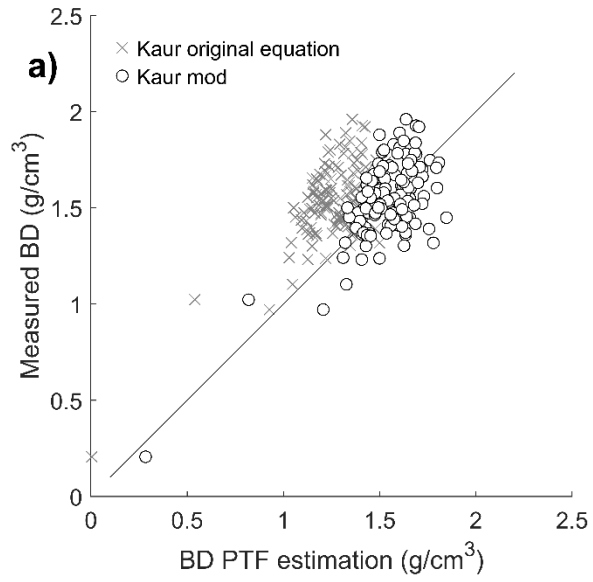 a)
Kaur original equation
Kaur mod
Measured BD (g/cm³)
2.5
2
1.5
1
0.5
0
0
0.5
1
1.5
2
2.5
BD PTF estimation (g/cm³)